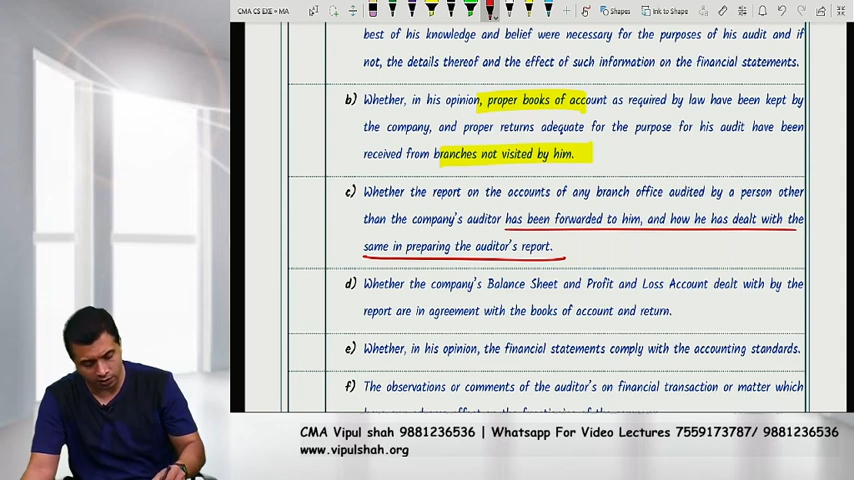 CMA CS EXE = MA
Shapes
Ink to Shape
best of his knowledge and belief were necessary for the purposes of his audit and if
not, the details thereof and the effect of such information on the financial statements.
b) Whether, in his opinion, proper books of account as required by law have been kept by
the company, and proper returns adequate for the purpose for his audit have been
received from branches not visited by him.
c) Whether the report on the accounts of any branch office audited by a person other
than the company's auditor has been forwarded to him, and how he has dealt with the
same in preparing the auditor's report.
d) Whether the company's Balance Sheet and Profit and Loss Account dealt with by the
report are in agreement with the books of account and return.
e) Whether, in his opinion, the financial statements comply with the accounting standards.
f) The observations or comments of the auditor's on financial transaction or matter which
CMA Vipul shah 9881236536 | Whatsapp For Video Lectures 7559173787/ 9881236536
www.vipulshah.org